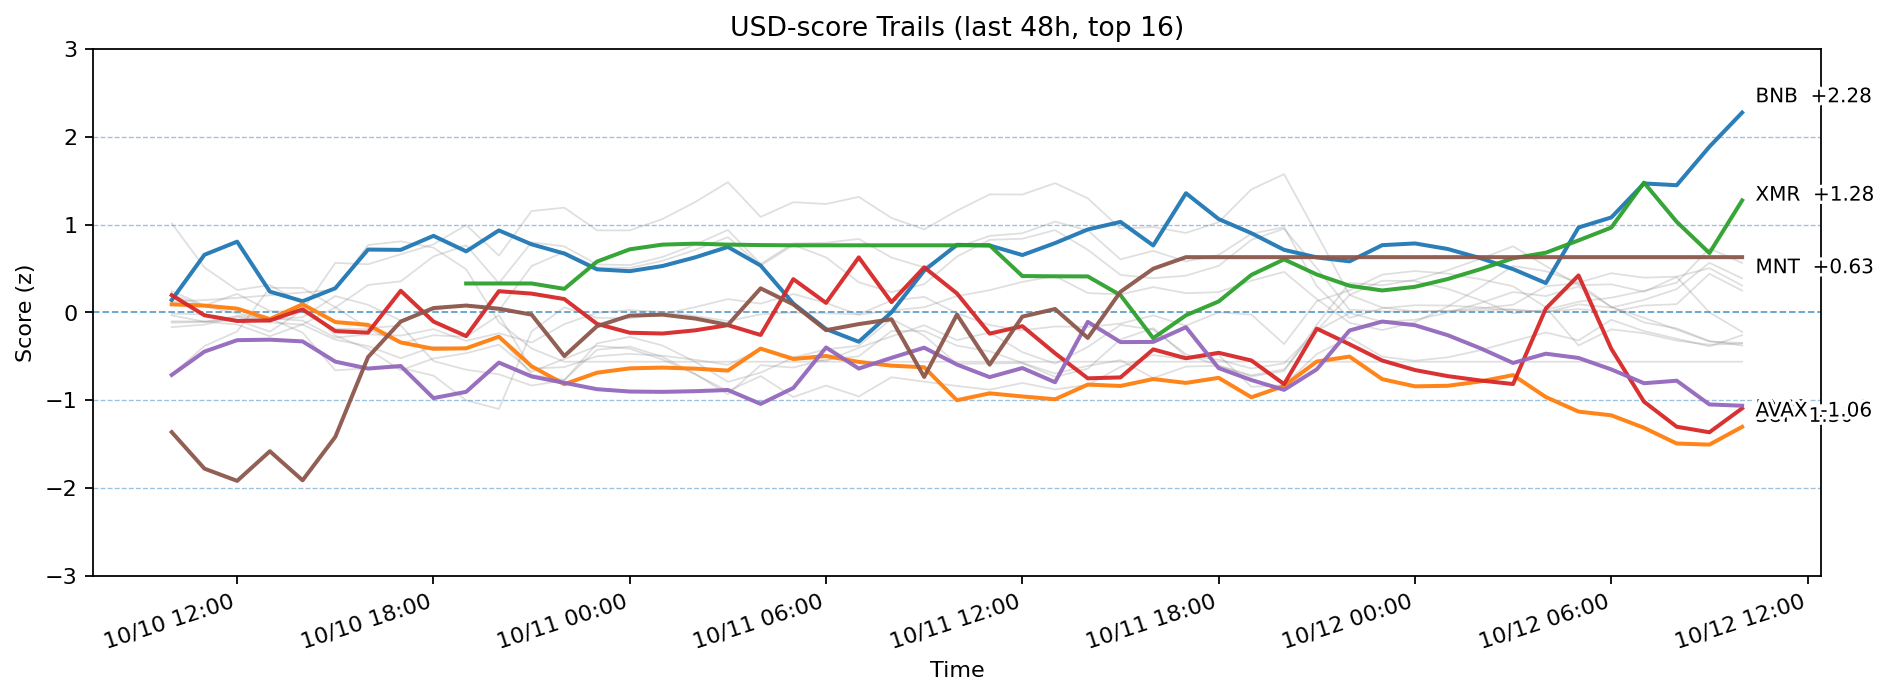 USD-score Trails (last 48h, top 16)
3
2
1
0
−1
−2
−3
Score (z)
BNB +2.28
XMR +1.28
MNT +0.63
AVAX -1.06
10/10 12:00
10/10 18:00
10/11 00:00
10/11 06:00
10/11 12:00
10/11 18:00
10/12 00:00
10/12 06:00
10/12 12:00
Time